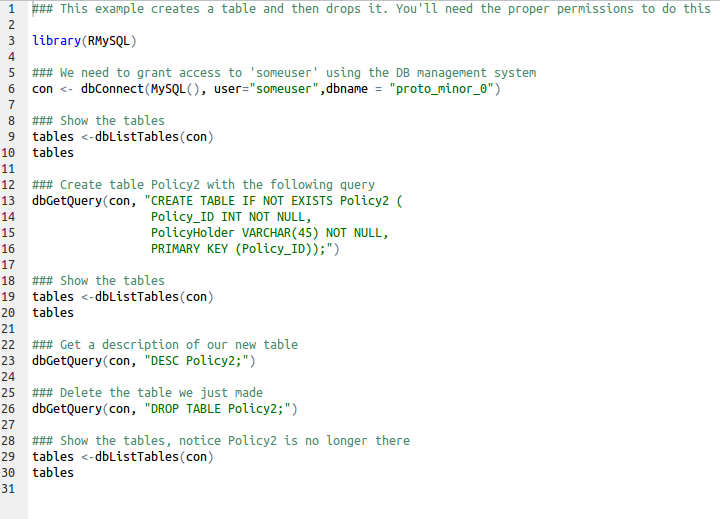 1 ### This example creates a table and then drops it. You'll need the proper permissions to do this
2
3 library(RMySQL)
4
5 ### We need to grant access to 'someuser' using the DB management system
6 con <- dbConnect(MySQL(), user="someuser",dbname = "proto_minor_0")
7
8 ### Show the tables
9 tables <-dbListTables(con)
10 tables
11
12 ### Create table Policy2 with the following query
13 dbGetQuery(con, "CREATE TABLE IF NOT EXISTS Policy2 (
14 Policy_ID INT NOT NULL,
15 PolicyHolder VARCHAR(45) NOT NULL,
16 PRIMARY KEY (Policy_ID));")
17
18 ### Show the tables
19 tables <-dbListTables(con)
20 tables
21
22 ### Get a description of our new table
23 dbGetQuery(con, "DESC Policy2;")
24
25 ### Delete the table we just made
26 dbGetQuery(con, "DROP TABLE Policy2;")
27
28 ### Show the tables, notice Policy2 is no longer there
29 tables <-dbListTables(con)
30 tables
31